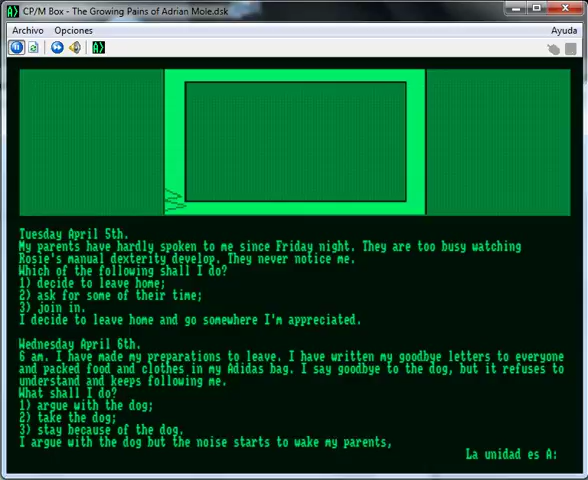 CP/M Box - The Growing Pains of Adrian Mole.dsk
Archivo Opciones Ayuda
A>
Tuesday April 5th.
My parents have hardly spoken to me since Friday night. They are too busy watching
Rosie's manual dexterity develop. They never notice me.
Which of the following shall I do?
1) decide to leave home;
2) ask for some of their time;
3) join in.
I decide to leave home and go somewhere I'm appreciated.
Wednesday April 6th.
6 am. I have made my preparations to leave. I have written my goodbye letters to everyone
and packed food and clothes in my Adidas bag. I say goodbye to the dog, but it refuses to
understand and keeps following me.
What shall I do?
1) argue with the dog;
2) take the dog;
3) stay because of the dog.
I argue with the dog but the noise starts to wake my parents,
La unidad es A: